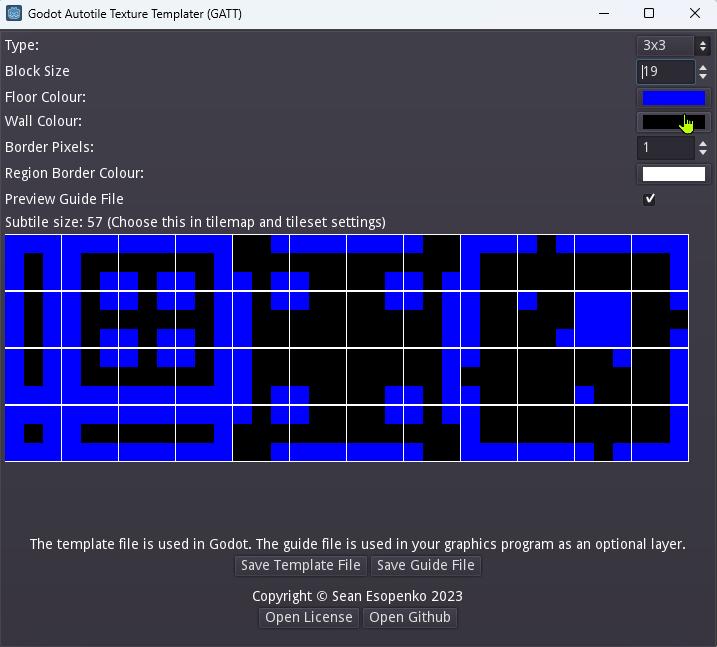 Godot Autotile Texture Templater (GATT)
Type: 3x3
Block Size 19
Floor Colour:
Wall Colour:
Border Pixels: 1
Region Border Colour:
Preview Guide File
Subtile size: 57 (Choose this in tilemap and tileset settings)
The template file is used in Godot. The guide file is used in your graphics program as an optional layer.
Save Template File Save Guide File
Copyright © Sean Esopenko 2023
Open License Open Github